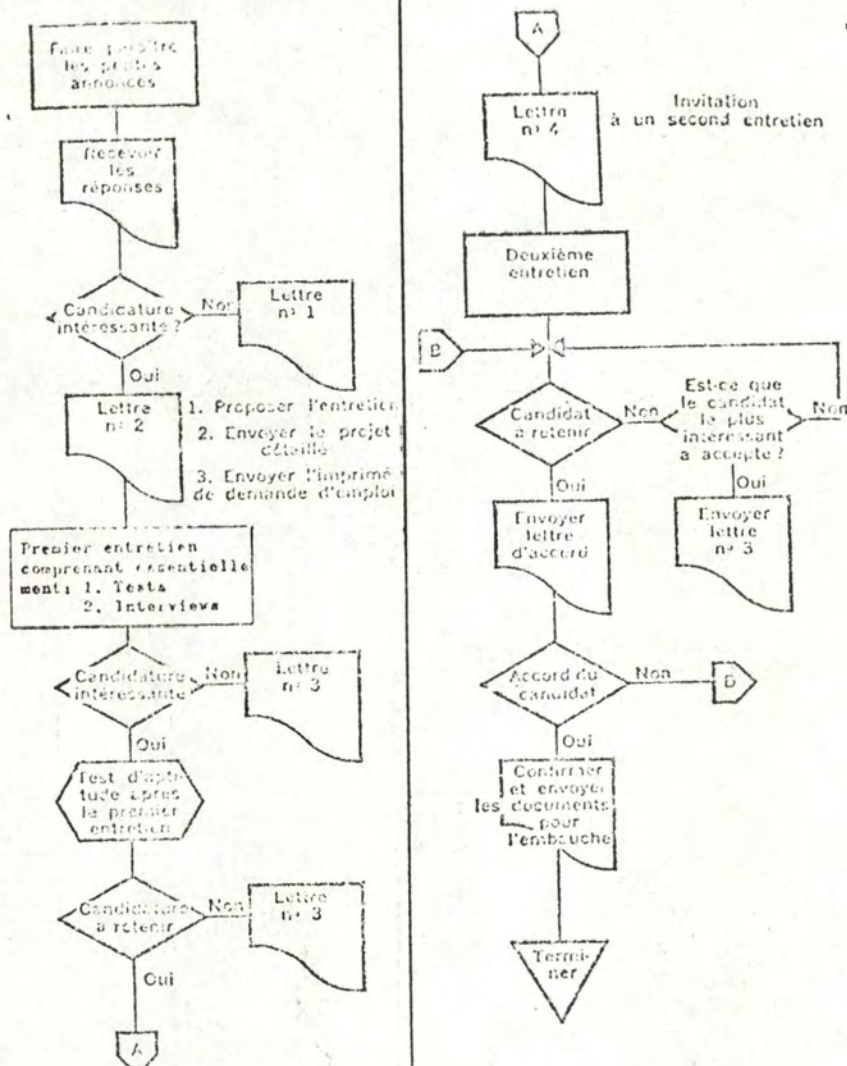 Faire paraître
les petites
annonces
Recevoir
les
réponses
Candidature
intéressante ?
Non
Lettre
n° 1
Oui
Lettre
n° 2
1. Proposer l'entretien
2. Envoyer le projet
détaillé
3. Envoyer l'imprimé
de demande d'emploi
Premier entretien
comprenant essentielle
ment: 1. Tests
2. Interviews
Candidature
intéressante
Non
Lettre
n° 3
Oui
Test d'apti-
tude après
le premier
entretien
Candidature
à retenir
Non
Lettre
n° 3
Oui
A
A
Lettre
n° 4
Invitation
à un second entretien
Deuxième
entretien
B
Candidat
à retenir
Non
Est-ce que
le candidat
le plus
intéressant
a accepté ?
Non
Oui
Envoyer
lettre
d'accord
Oui
Envoyer
lettre
n° 3
Accord du
candidat
Non
B
Oui
Confirmer
et envoyer
les documents
pour
l'embauche
Termi-
ner